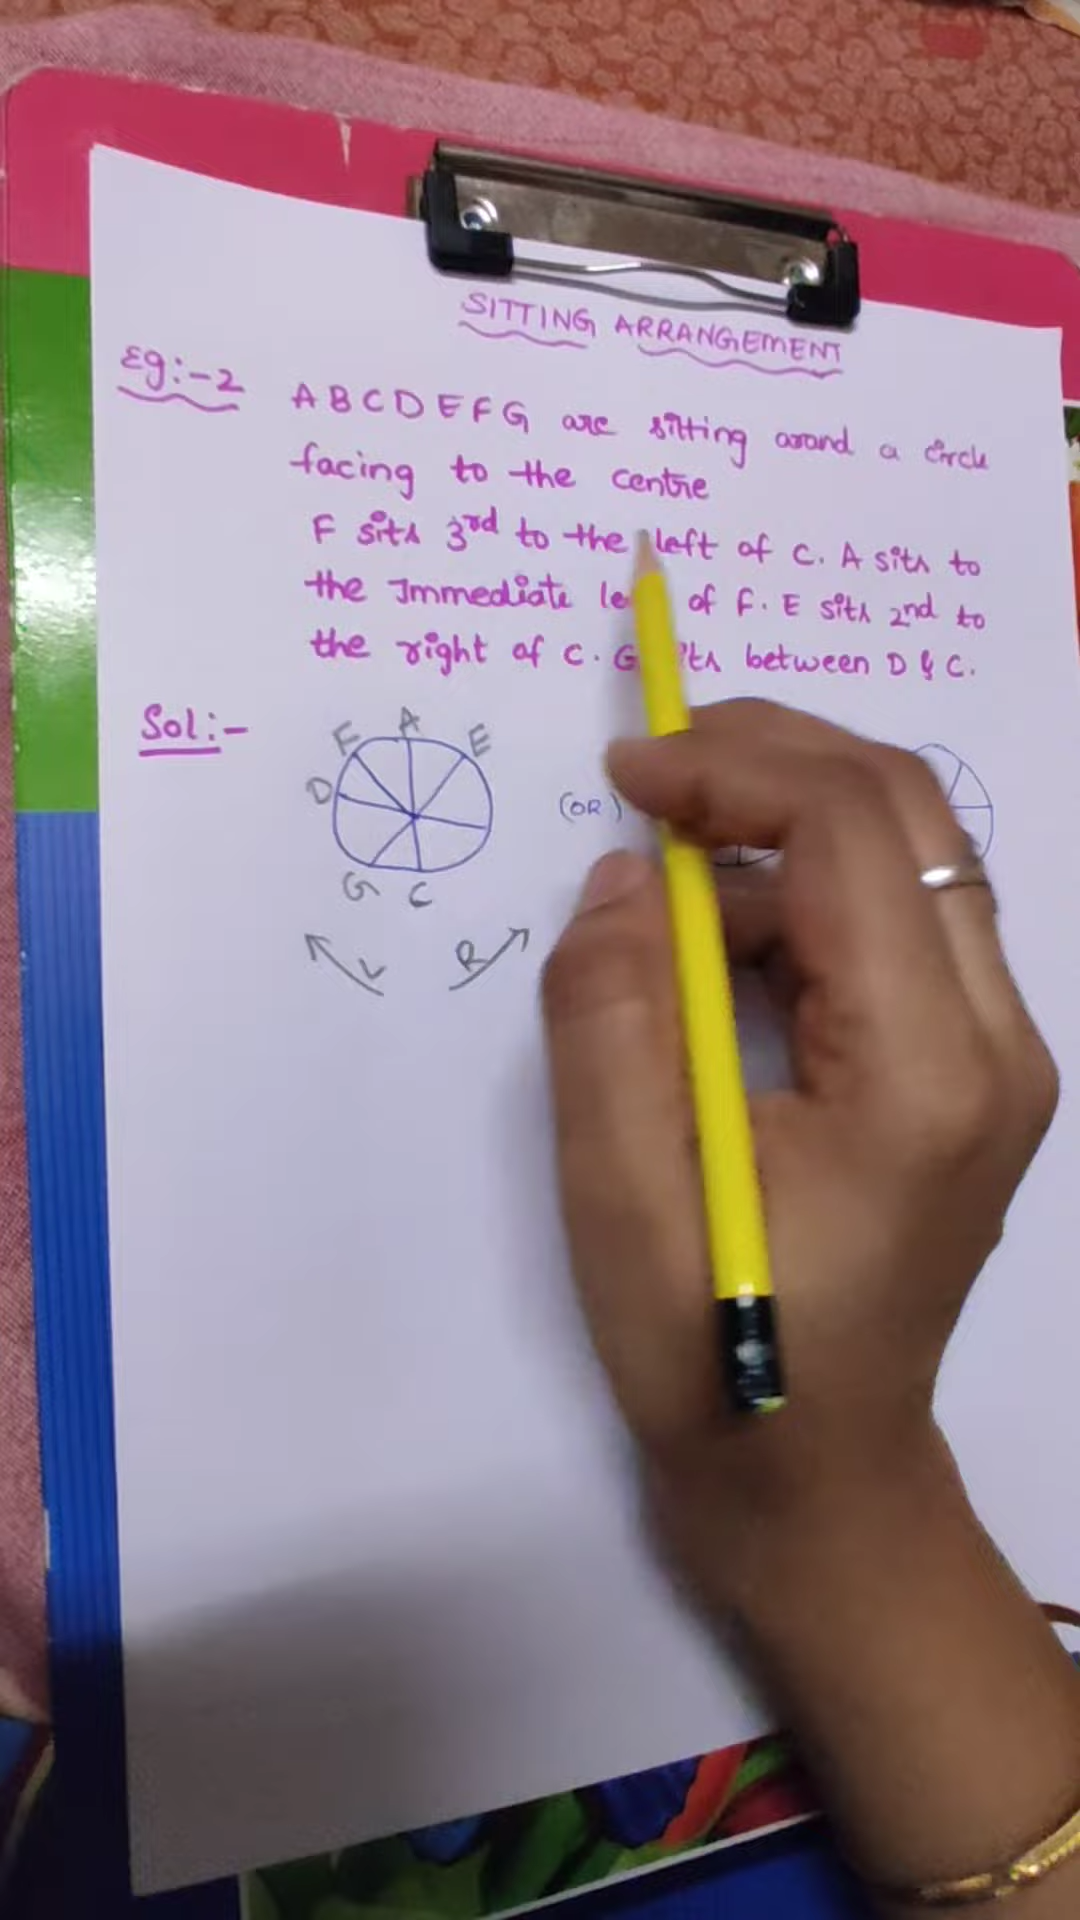 SITTING ARRANGEMENT
Eg:-2 A B C D E F G are sitting arond a circle
facing to the centre
F sits 3rd to the left of C. A sits to
the Immediate of F. E sits 2nd to
the right of C. G between D & C.
Sol:-
F A E
D (OR)
G C
L R